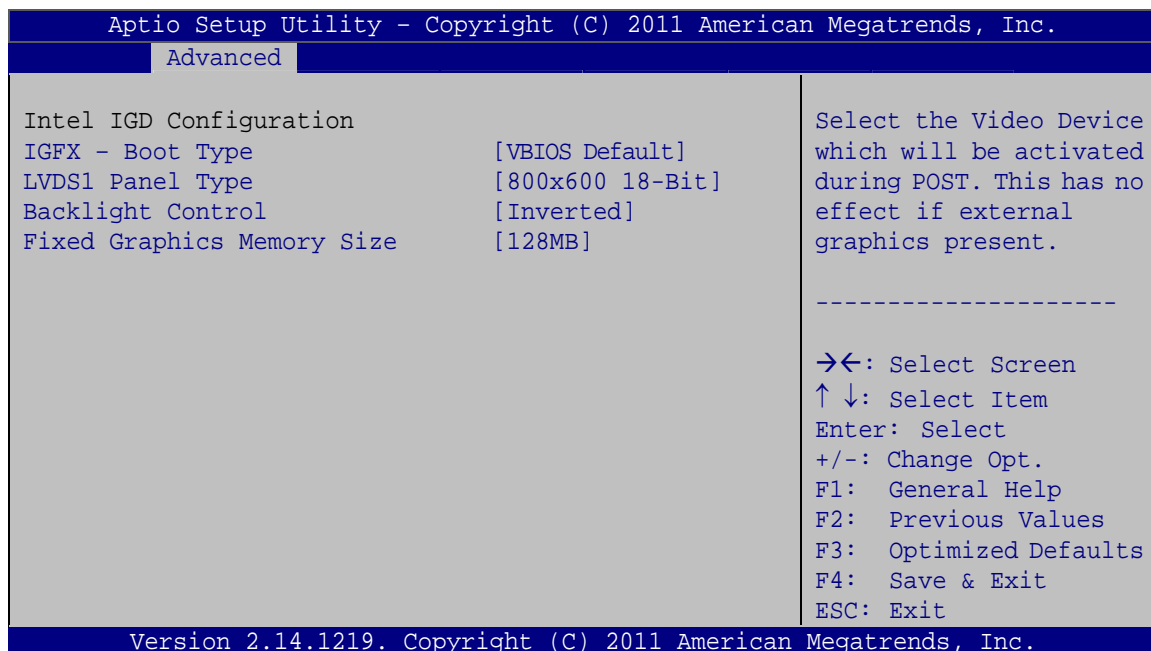 Aptio Setup Utility – Copyright (C) 2011 American Megatrends, Inc.
Advanced
Intel IGD Configuration
IGFX – Boot Type [VBIOS Default]
LVDS1 Panel Type [800x600 18-Bit]
Backlight Control [Inverted]
Fixed Graphics Memory Size [128MB]
Select the Video Device
which will be activated
during POST. This has no
effect if external
graphics present.
---------------------
→←: Select Screen
↑ ↓: Select Item
Enter: Select
+/-: Change Opt.
F1: General Help
F2: Previous Values
F3: Optimized Defaults
F4: Save & Exit
ESC: Exit
Version 2.14.1219. Copyright (C) 2011 American Megatrends, Inc.